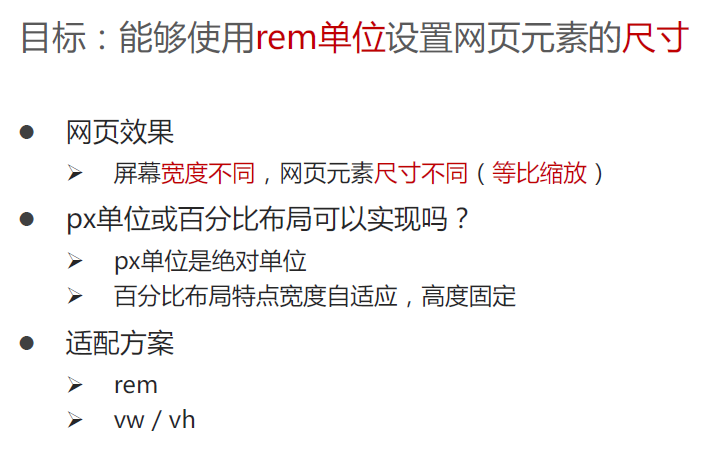 目标：能够使用rem单位设置网页元素的尺寸
网页效果
屏幕宽度不同，网页元素尺寸不同（等比缩放）
px单位或百分比布局可以实现吗？
px单位是绝对单位
百分比布局特点宽度自适应，高度固定
适配方案
rem
vw / vh